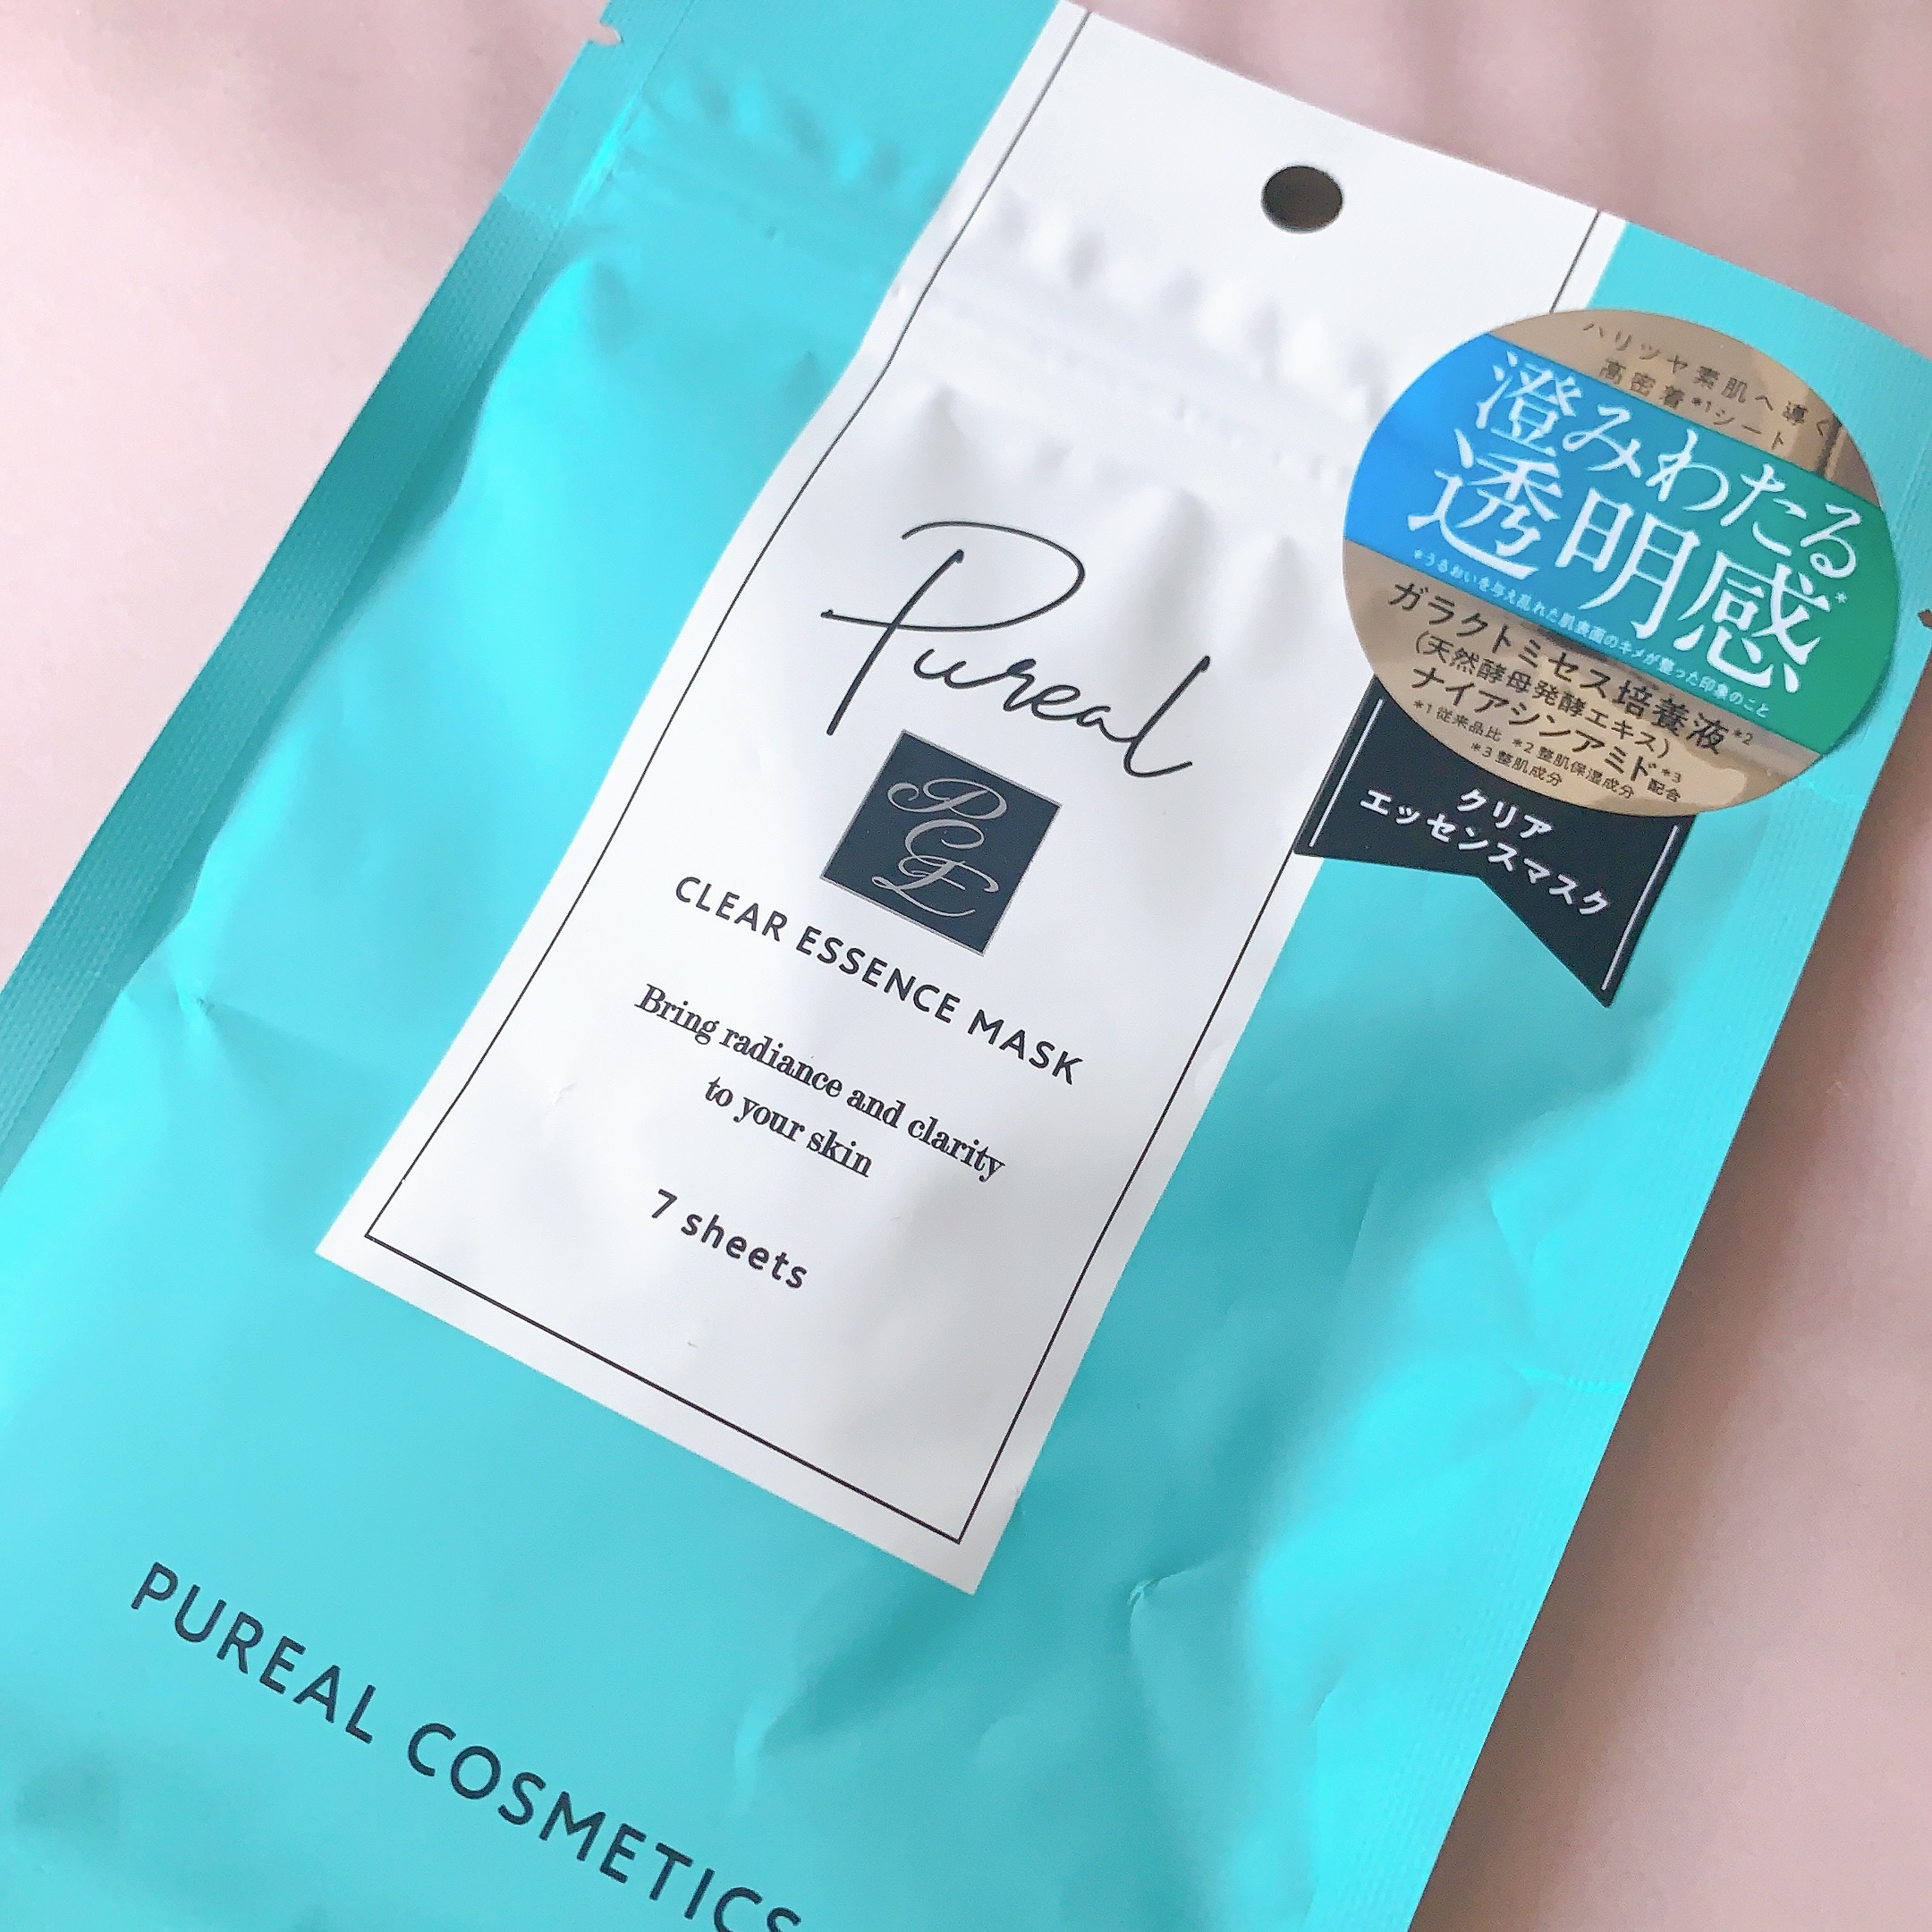 ハリツヤ素肌へ導く
高密着*1シート
澄みわたる
透明感*
*うるおいを与え乱れた肌表面のキメが整った印象のこと
ガラクトミセス培養液*2
(天然酵母発酵エキス)
ナイアシンアミド*3配合
*1 従来品比 *2 整肌保湿成分
*3 整肌成分
クリア
エッセンスマスク
Pureal
PCE
CLEAR ESSENCE MASK
Bring radiance and clarity
to your skin
7 sheets
PUREAL COSMETICS